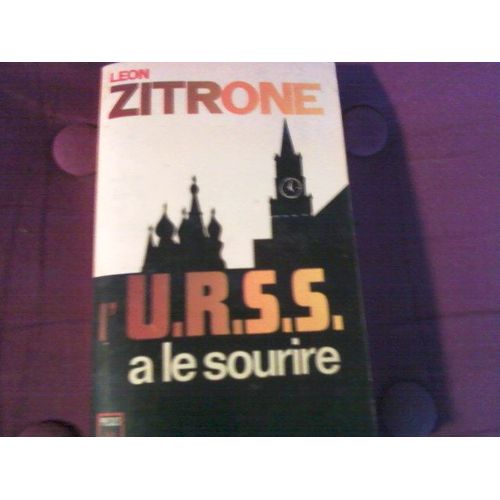 LEON
ZITRONE
l'U.R.S.S.
a le sourire